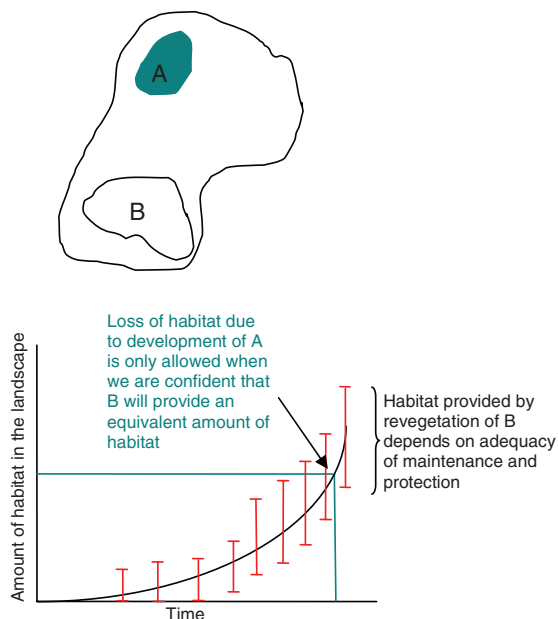 A
B
Loss of habitat due
to development of A
is only allowed when
we are confident that
B will provide an
equivalent amount of
habitat
Habitat provided by
revegetation of B
depends on adequacy
of maintenance and
protection
Amount of habitat in the landscape
Time